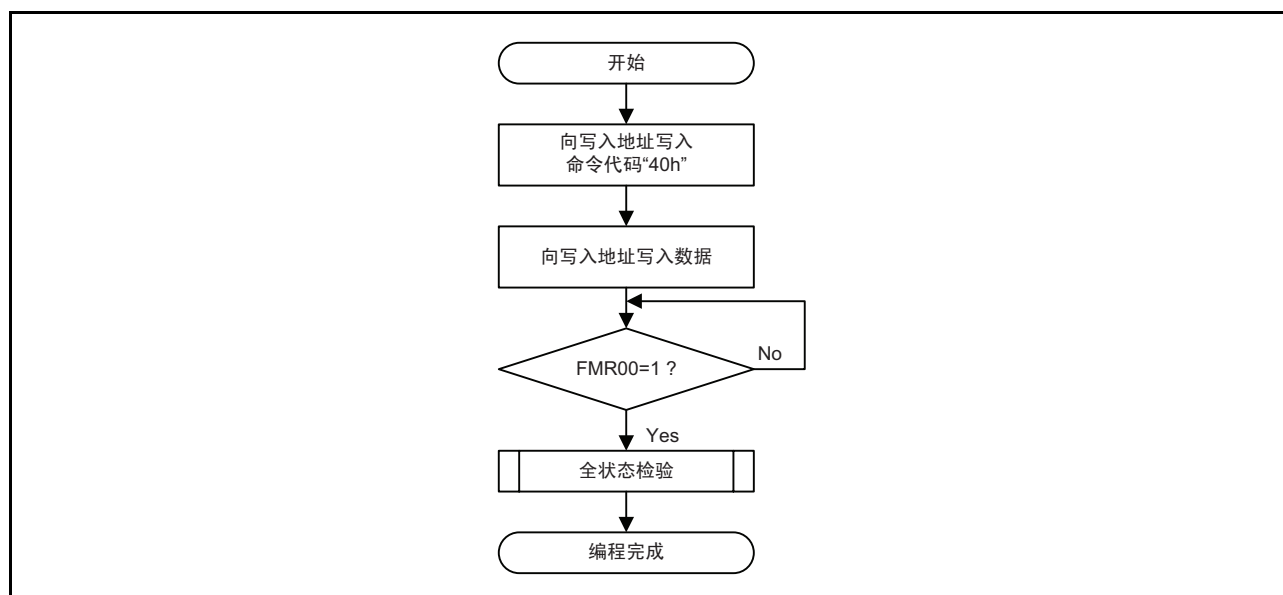 开始
向写入地址写入
命令代码“40h”
向写入地址写入数据
FMR00=1 ?
No
Yes
全状态检验
编程完成